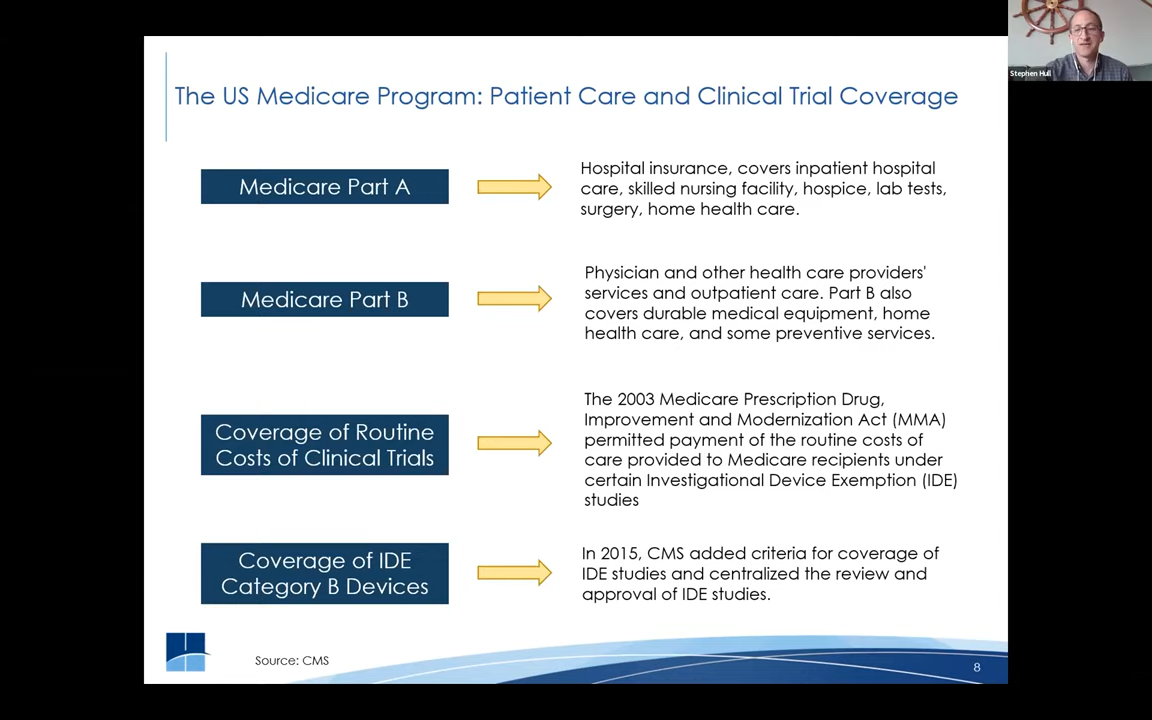 Stephen Hull
The US Medicare Program: Patient Care and Clinical Trial Coverage
Medicare Part A
Hospital insurance, covers inpatient hospital
care, skilled nursing facility, hospice, lab tests,
surgery, home health care.
Medicare Part B
Physician and other health care providers'
services and outpatient care. Part B also
covers durable medical equipment, home
health care, and some preventive services.
Coverage of Routine
Costs of Clinical Trials
The 2003 Medicare Prescription Drug,
Improvement and Modernization Act (MMA)
permitted payment of the routine costs of
care provided to Medicare recipients under
certain Investigational Device Exemption (IDE)
studies
Coverage of IDE
Category B Devices
In 2015, CMS added criteria for coverage of
IDE studies and centralized the review and
approval of IDE studies.
Source: CMS
8